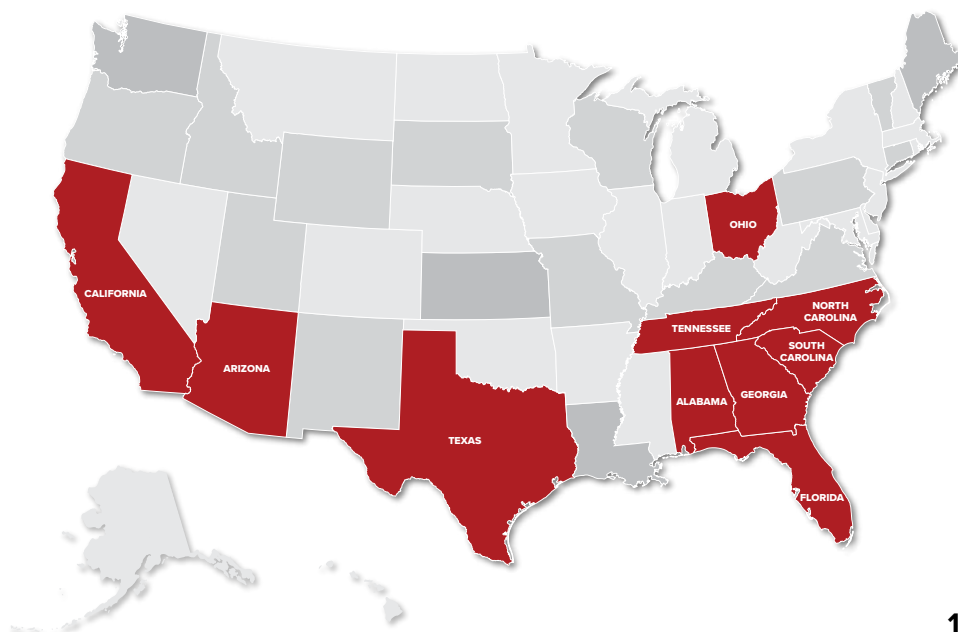 OHIO
CALIFORNIA
NORTH
CAROLINA
TENNESSEE
SOUTH
CAROLINA
ARIZONA
GEORGIA
ALABAMA
TEXAS
FLORIDA
1